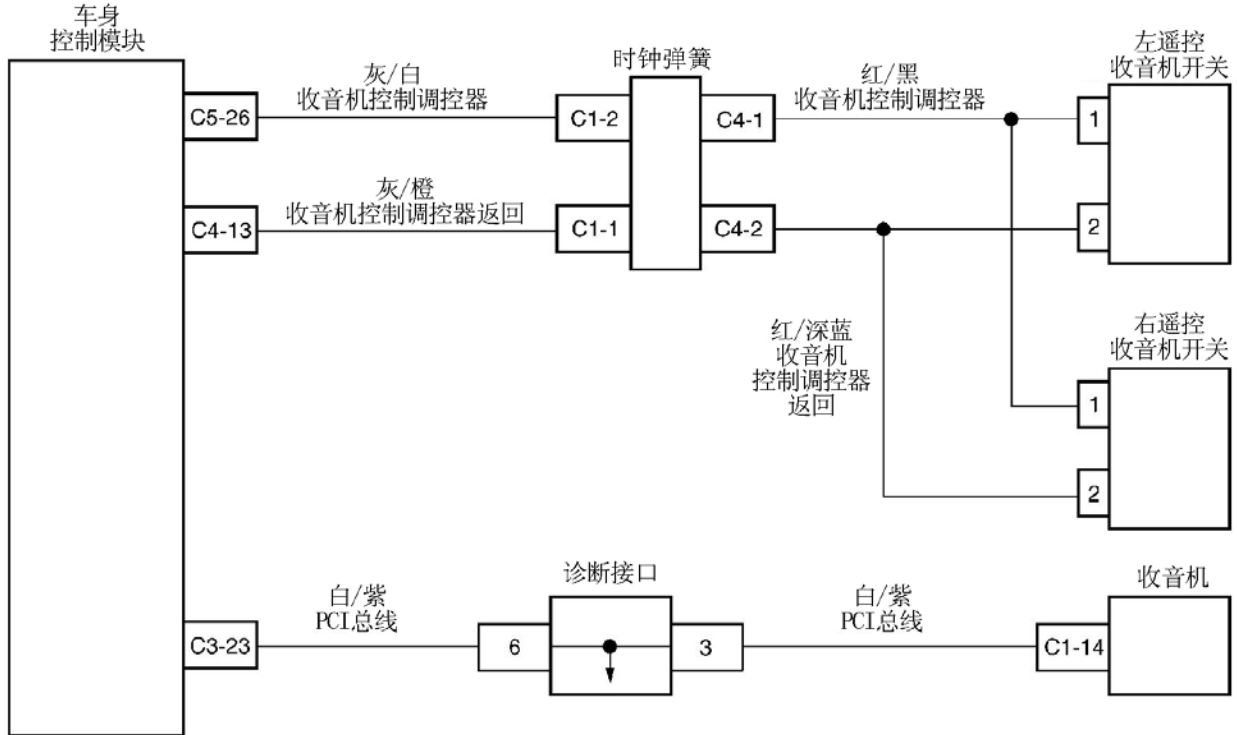 车身
控制模块
时钟弹簧
左遥控
收音机开关
灰/白
收音机控制调控器
红/黑
收音机控制调控器
C5-26
C1-2
C4-1
1
灰/橙
收音机控制调控器返回
C4-13
C1-1
C4-2
2
红/深蓝
收音机
控制调控器
返回
右遥控
收音机开关
1
2
诊断接口
收音机
白/紫
PCI总线
白/紫
PCI总线
C3-23
6
3
C1-14